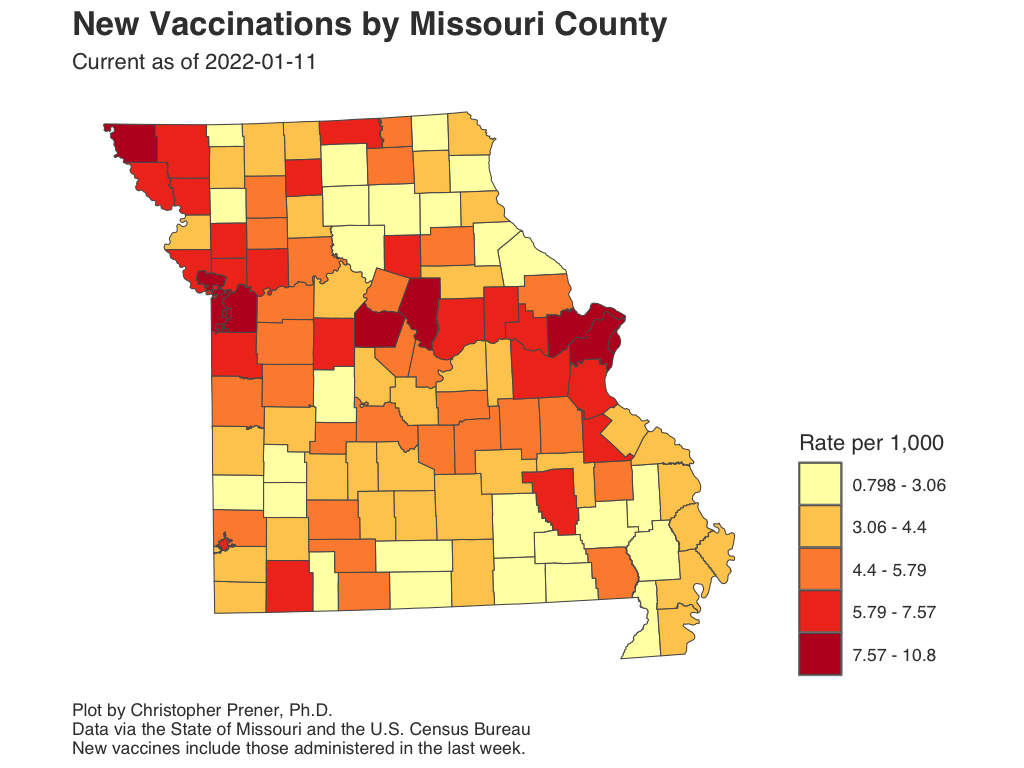 New Vaccinations by Missouri County
Current as of 2022-01-11
Rate per 1,000
0.798 - 3.06
3.06 - 4.4
4.4 - 5.79
5.79 - 7.57
7.57 - 10.8
Plot by Christopher Prener, Ph.D.
Data via the State of Missouri and the U.S. Census Bureau
New vaccines include those administered in the last week.